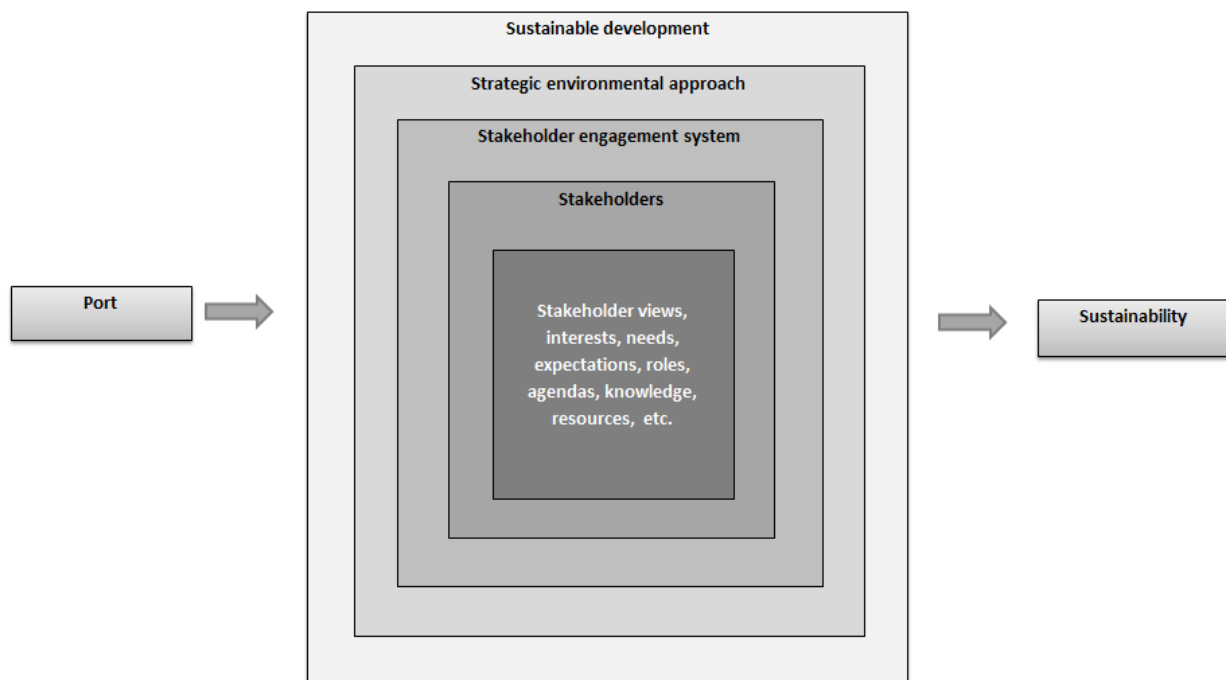 Sustainable development
Strategic environmental approach
Stakeholder engagement system
Stakeholders
Port
Stakeholder views,
interests, needs,
expectations, roles,
agendas, knowledge,
resources,  etc.
Sustainability